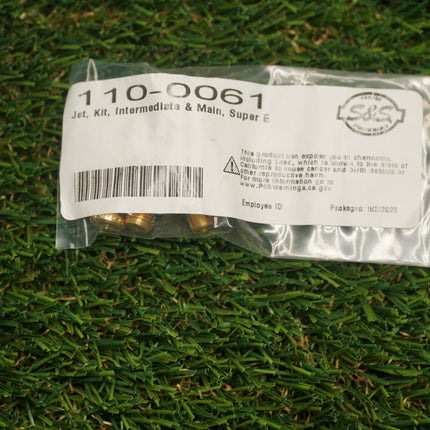 110-0061
Jet, Kit, Intermediate & Main, Super E
S&S
This product can expose you to chemicals,
including Lead, which is known to the State of
California to cause cancer and birth defects or
other reproductive harm.
For more information go to
www.P65Warnings.ca.gov
Employee ID:
Packaged: